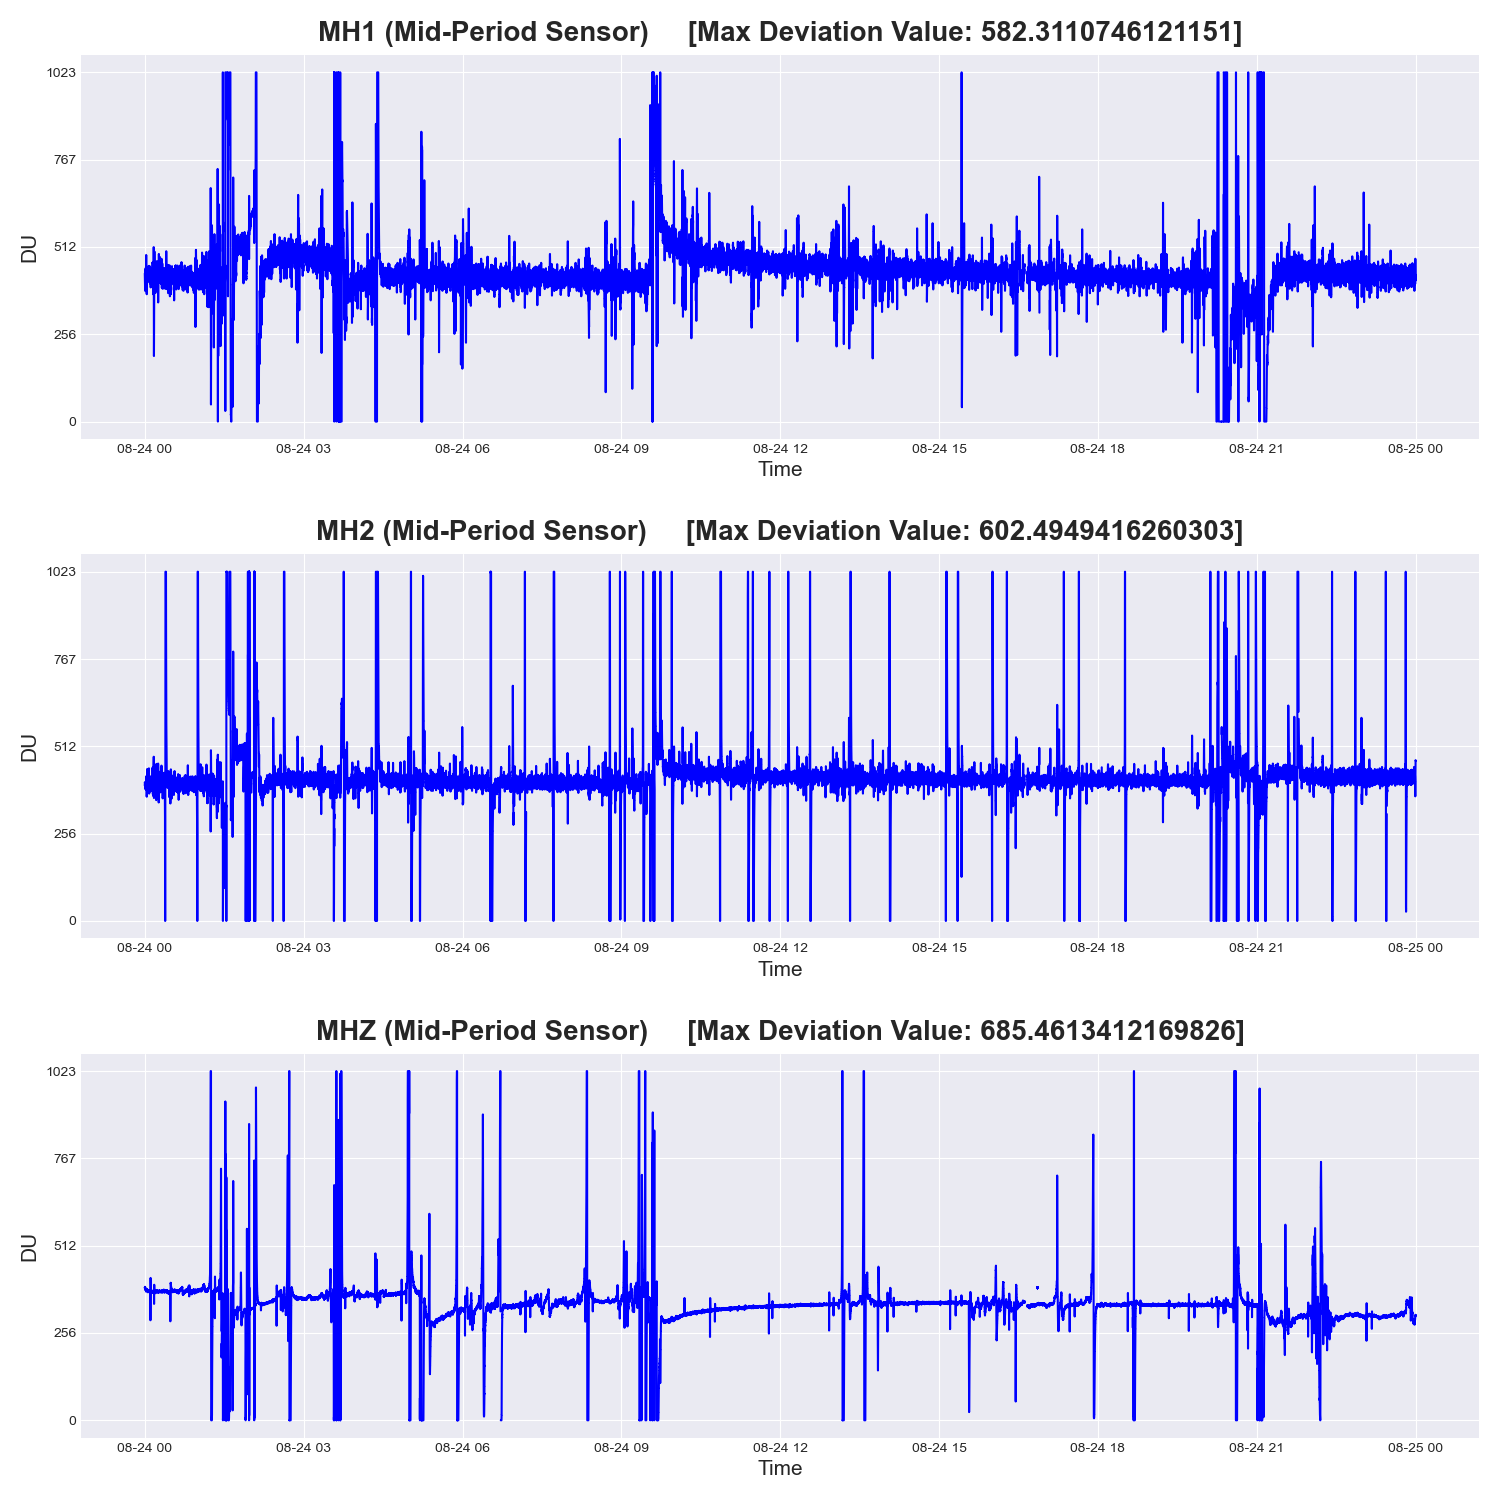 MH1 (Mid-Period Sensor)     [Max Deviation Value: 582.3110746121151]
1023
767
512
256
0
DU
08-24 00 08-24 03 08-24 06 08-24 09 08-24 12 08-24 15 08-24 18 08-24 21 08-25 00
Time
MH2 (Mid-Period Sensor)     [Max Deviation Value: 602.4949416260303]
1023
767
512
256
0
DU
08-24 00 08-24 03 08-24 06 08-24 09 08-24 12 08-24 15 08-24 18 08-24 21 08-25 00
Time
MHZ (Mid-Period Sensor)     [Max Deviation Value: 685.4613412169826]
1023
767
512
256
0
DU
08-24 00 08-24 03 08-24 06 08-24 09 08-24 12 08-24 15 08-24 18 08-24 21 08-25 00
Time